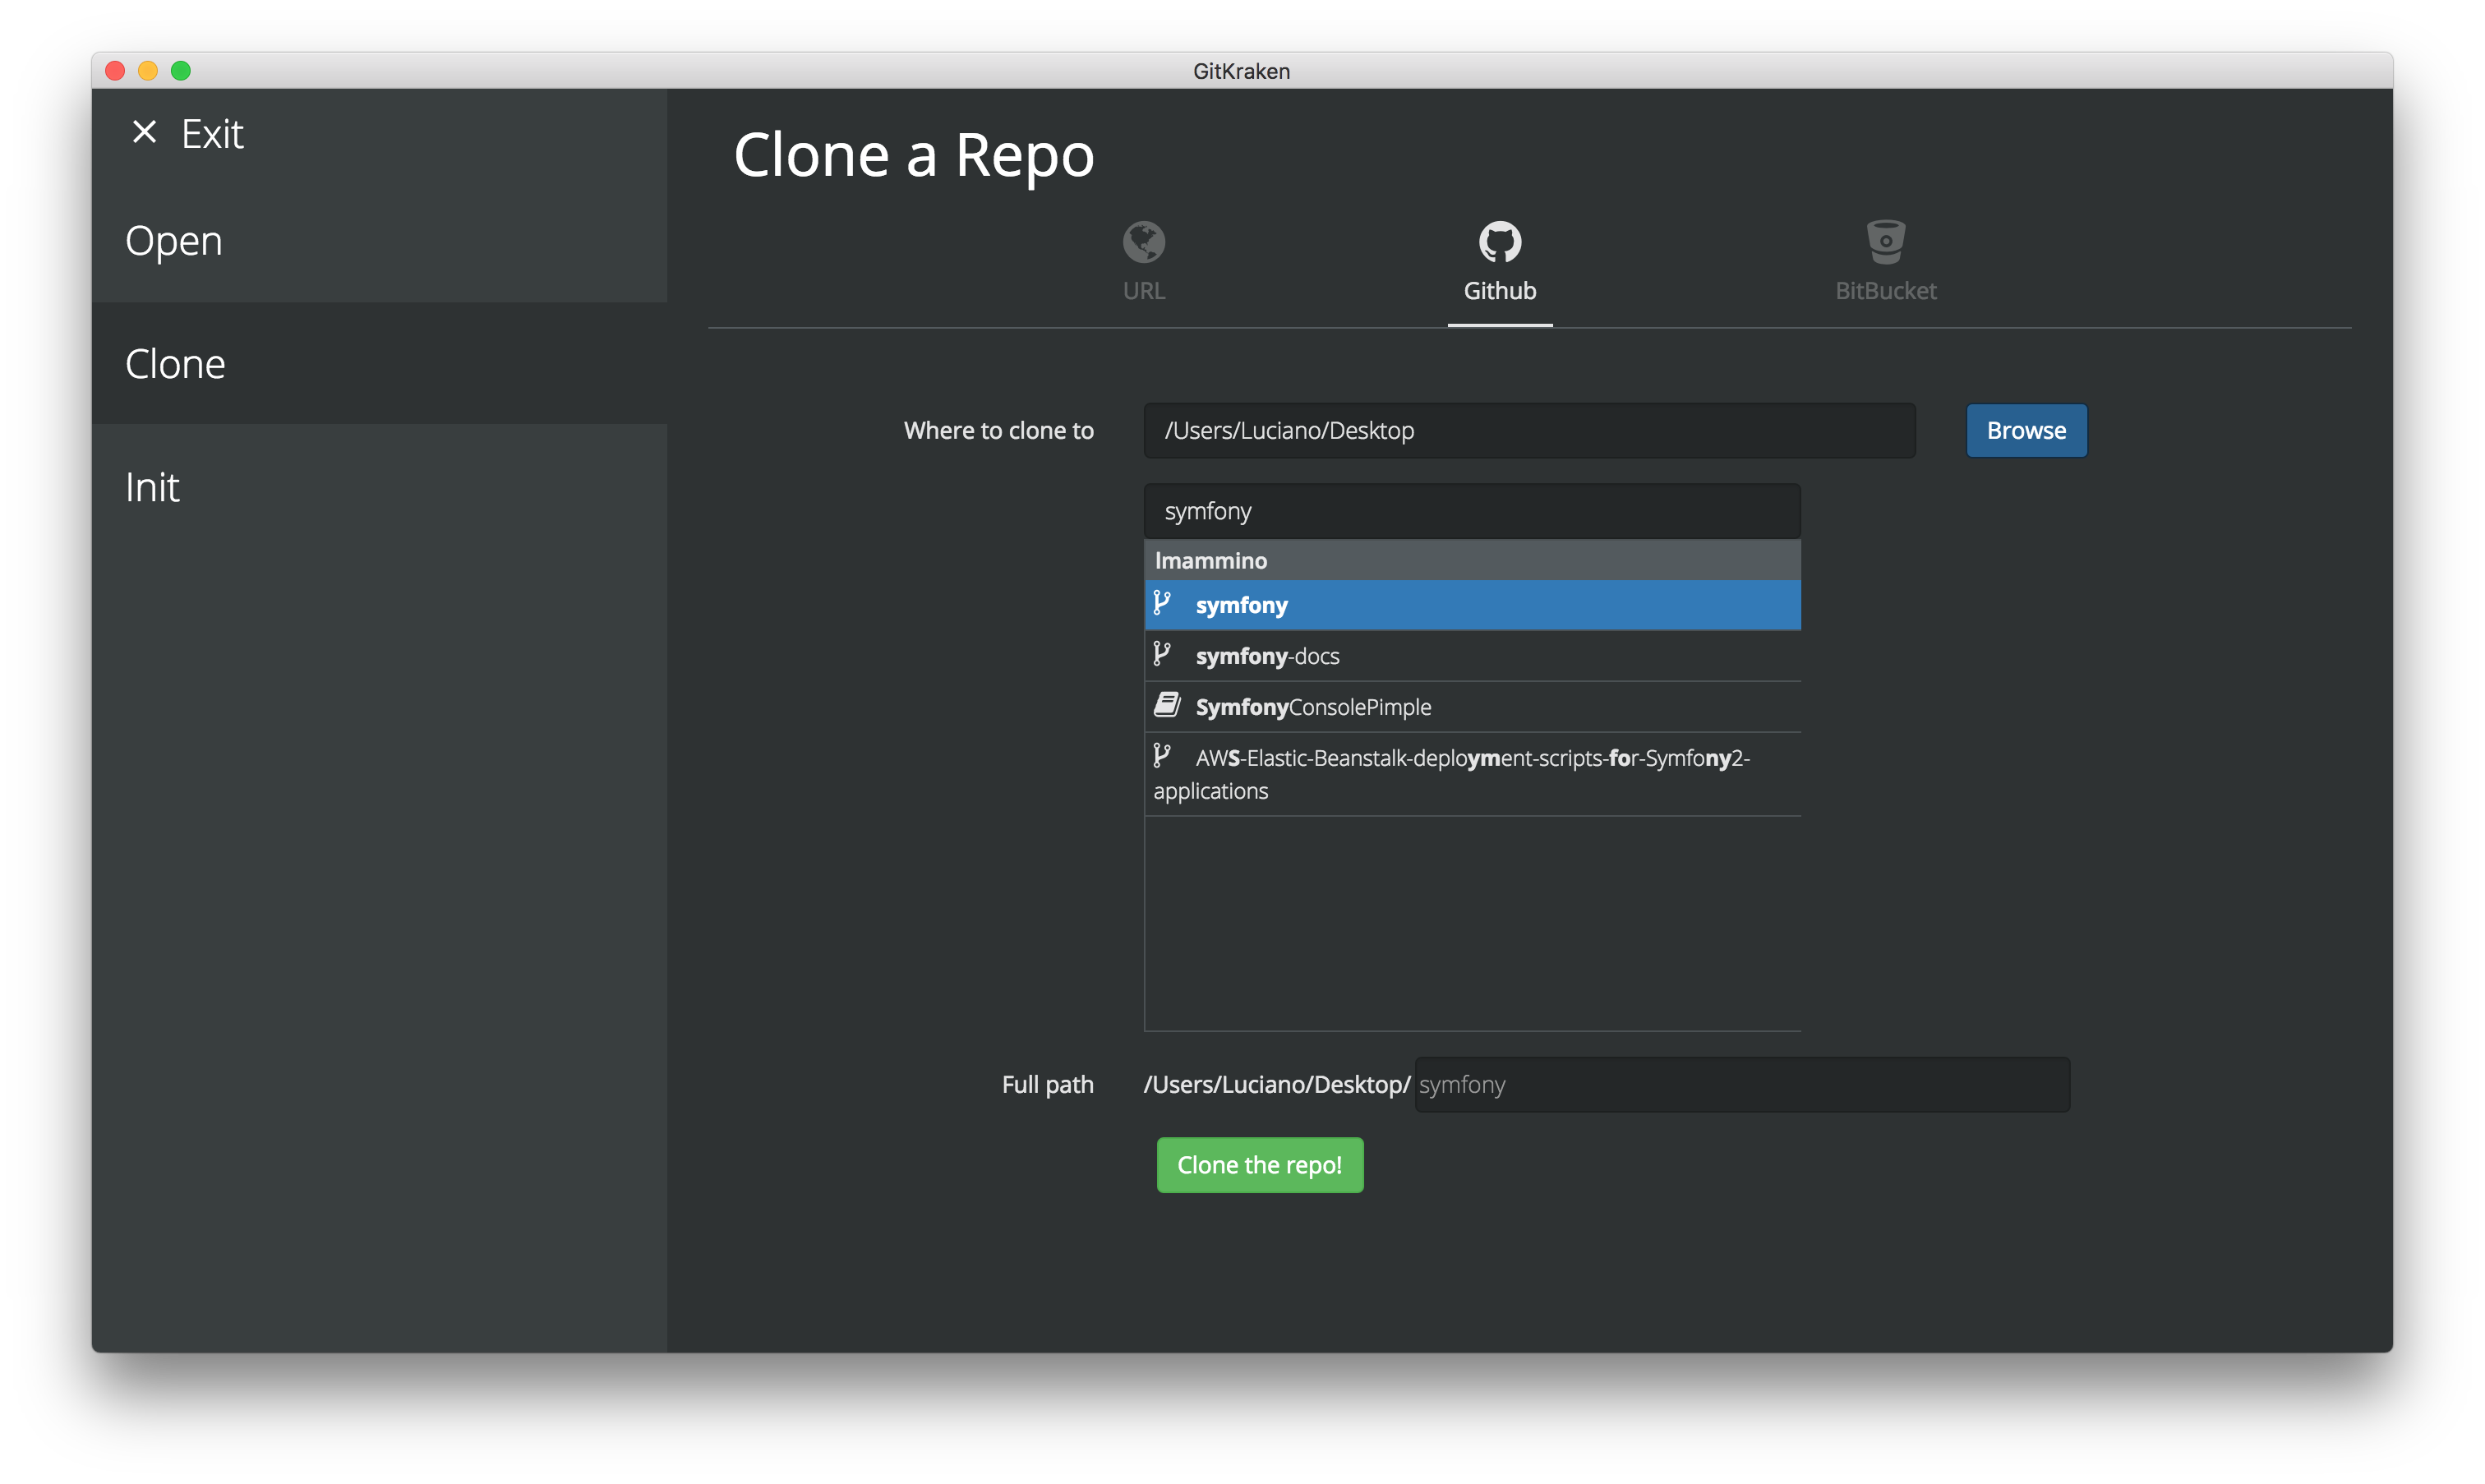 GitKraken
Exit
Clone a Repo
Open
URL
Github
BitBucket
Clone
Where to clone to
/Users/Luciano/Desktop
Browse
Init
symfony
lmammino
symfony
symfony-docs
SymfonyConsolePimple
AWS-Elastic-Beanstalk-deployment-scripts-for-Symfony2-
applications
Full path
/Users/Luciano/Desktop/ symfony
Clone the repo!